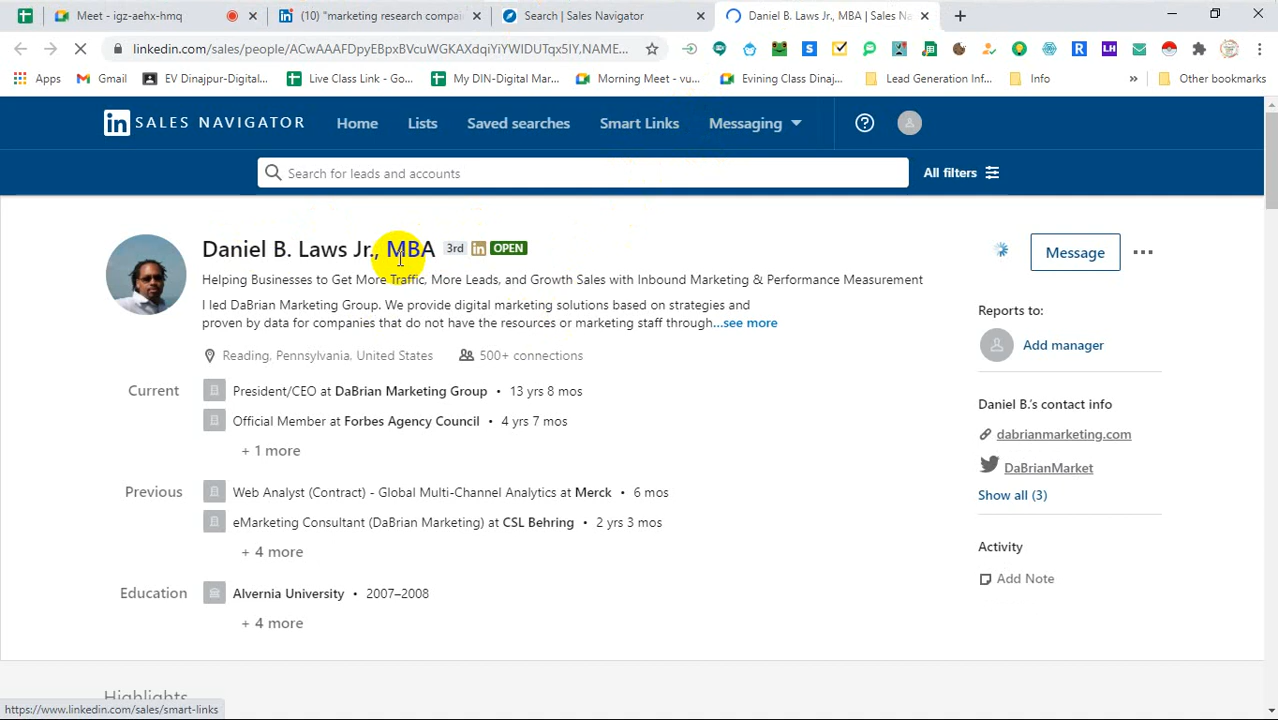 Meet - igz-aehx-hmq
(10) "marketing research compa
Search | Sales Navigator
Daniel B. Laws Jr., MBA | Sales Na
linkedin.com/sales/people/ACwAAAFDpyEBpxBVcuWGKAXdqiYiYWIDUTqx5IY,NAME...
Apps
Gmail
EV Dinajpur-Digital...
Live Class Link - Go...
My DIN-Digital Mar...
Morning Meet - vu...
Evining Class Dinaj...
Lead Generation Inf...
Info
»
Other bookmarks
in SALES NAVIGATOR
Home
Lists
Saved searches
Smart Links
Messaging
Search for leads and accounts
All filters
Daniel B. Laws Jr., MBA 3rd in OPEN
Message
Helping Businesses to Get More Traffic, More Leads, and Growth Sales with Inbound Marketing & Performance Measurement
I led DaBrian Marketing Group. We provide digital marketing solutions based on strategies and
proven by data for companies that do not have the resources or marketing staff through...see more
Reading, Pennsylvania, United States 500+ connections
Current
President/CEO at DaBrian Marketing Group • 13 yrs 8 mos
Official Member at Forbes Agency Council • 4 yrs 7 mos
+ 1 more
Previous
Web Analyst (Contract) - Global Multi-Channel Analytics at Merck • 6 mos
eMarketing Consultant (DaBrian Marketing) at CSL Behring • 2 yrs 3 mos
+ 4 more
Education
Alvernia University • 2007–2008
+ 4 more
Reports to:
Add manager
Daniel B.'s contact info
dabrianmarketing.com
DaBrianMarket
Show all (3)
Activity
Add Note
Highlights
https://www.linkedin.com/sales/smart-links